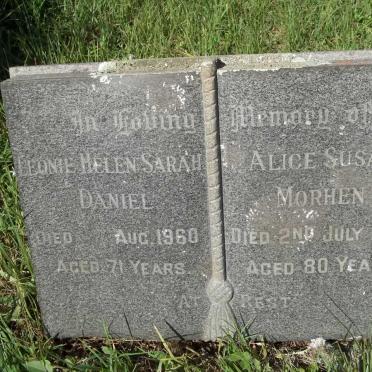 In Loving Memory of
LEONIE HELEN SARAH
DANIEL
DIED AUG. 1960
AGED 71 YEARS
ALICE SUSA
MORHEN
DIED 2ND JULY
AGED 80 YEA
AT REST